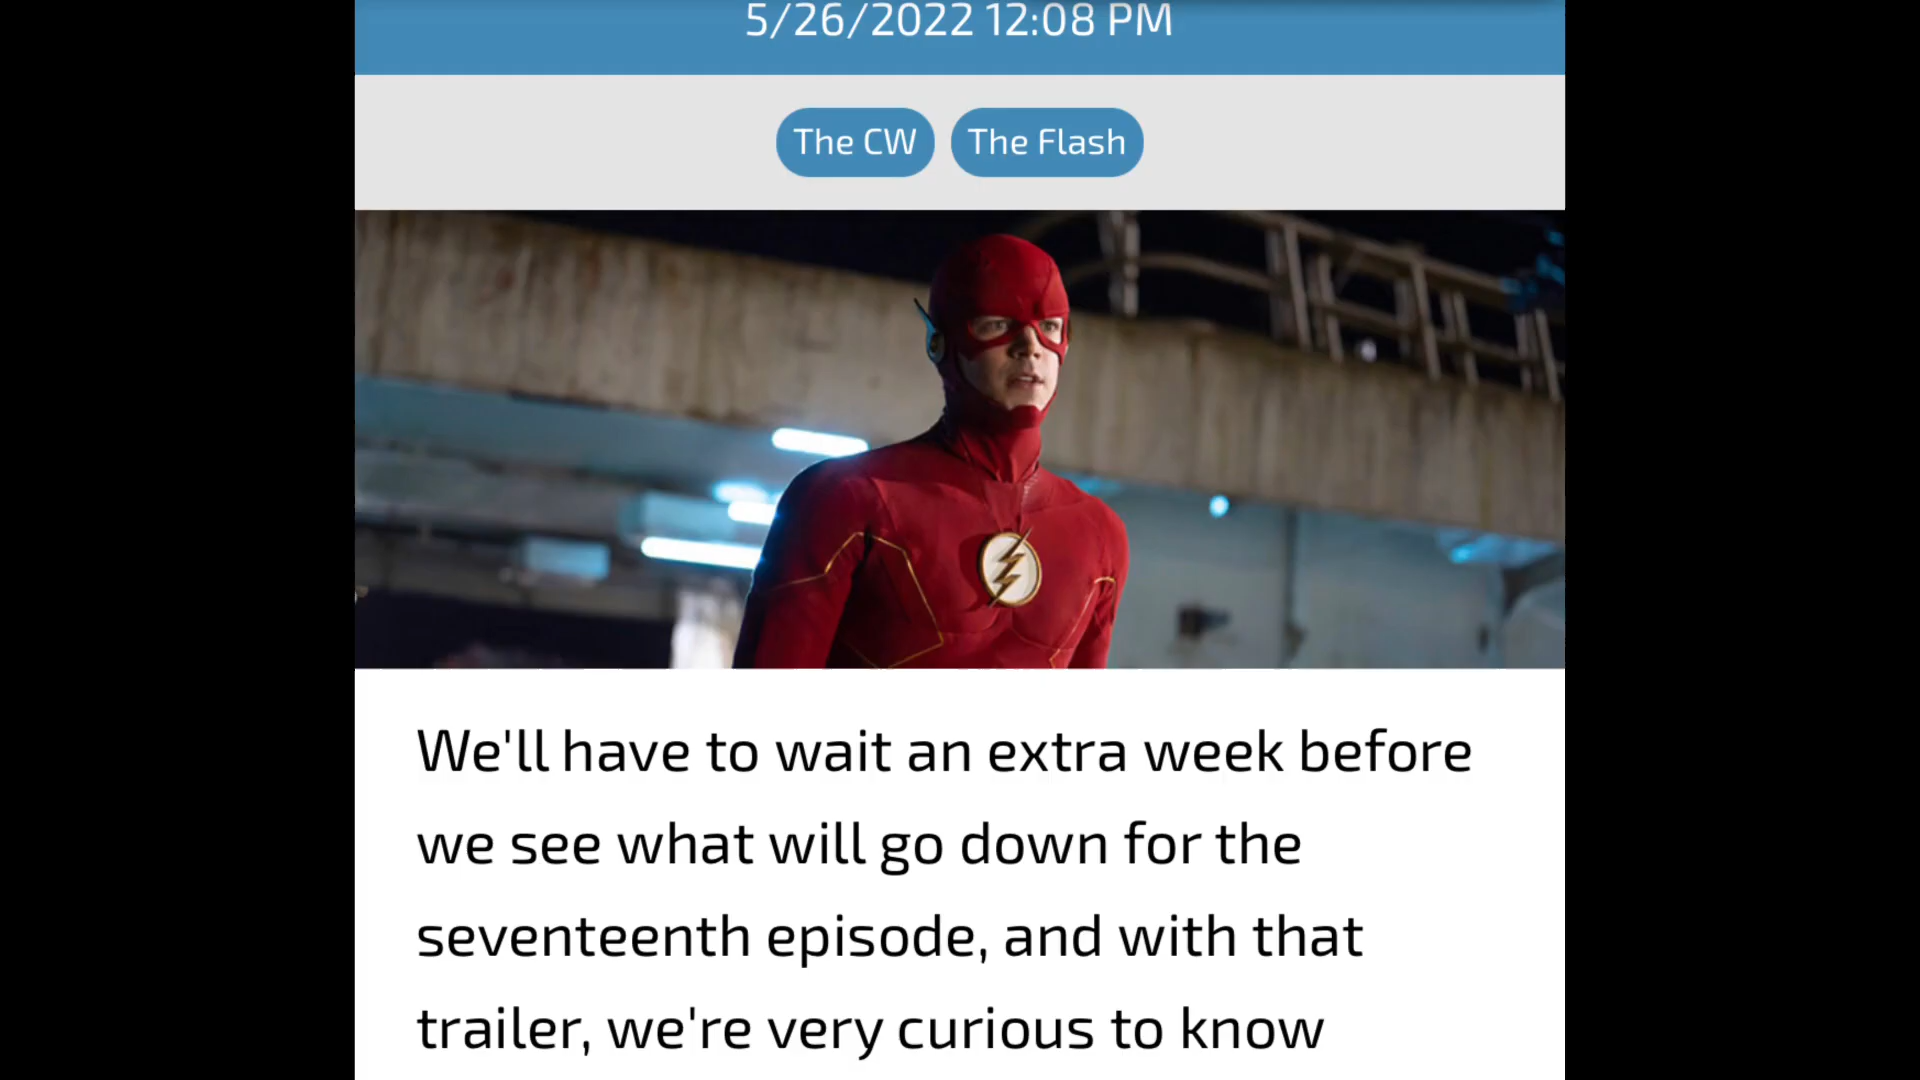 5/26/2022 12:08 PM
The CW
The Flash
We'll have to wait an extra week before
we see what will go down for the
seventeenth episode, and with that
trailer, we're very curious to know